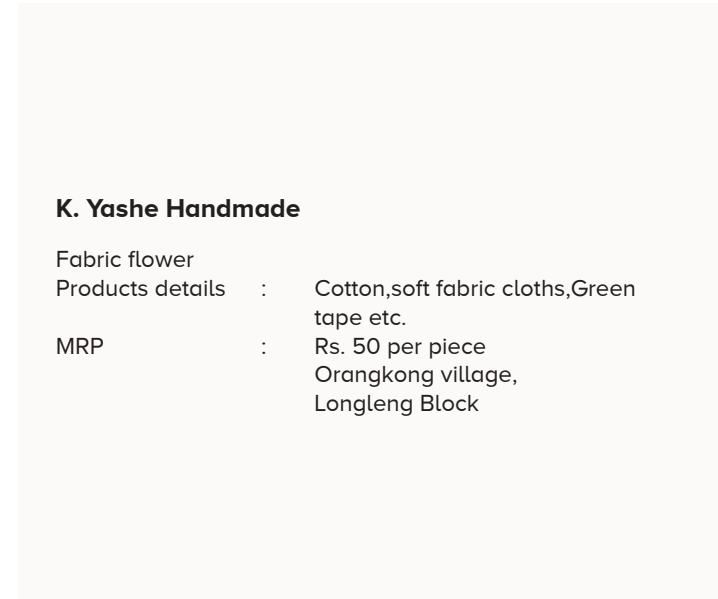 K. Yashe Handmade
Fabric flower
Products details : Cotton,soft fabric cloths,Green
tape etc.
MRP : Rs. 50 per piece
Orangkong village,
Longleng Block